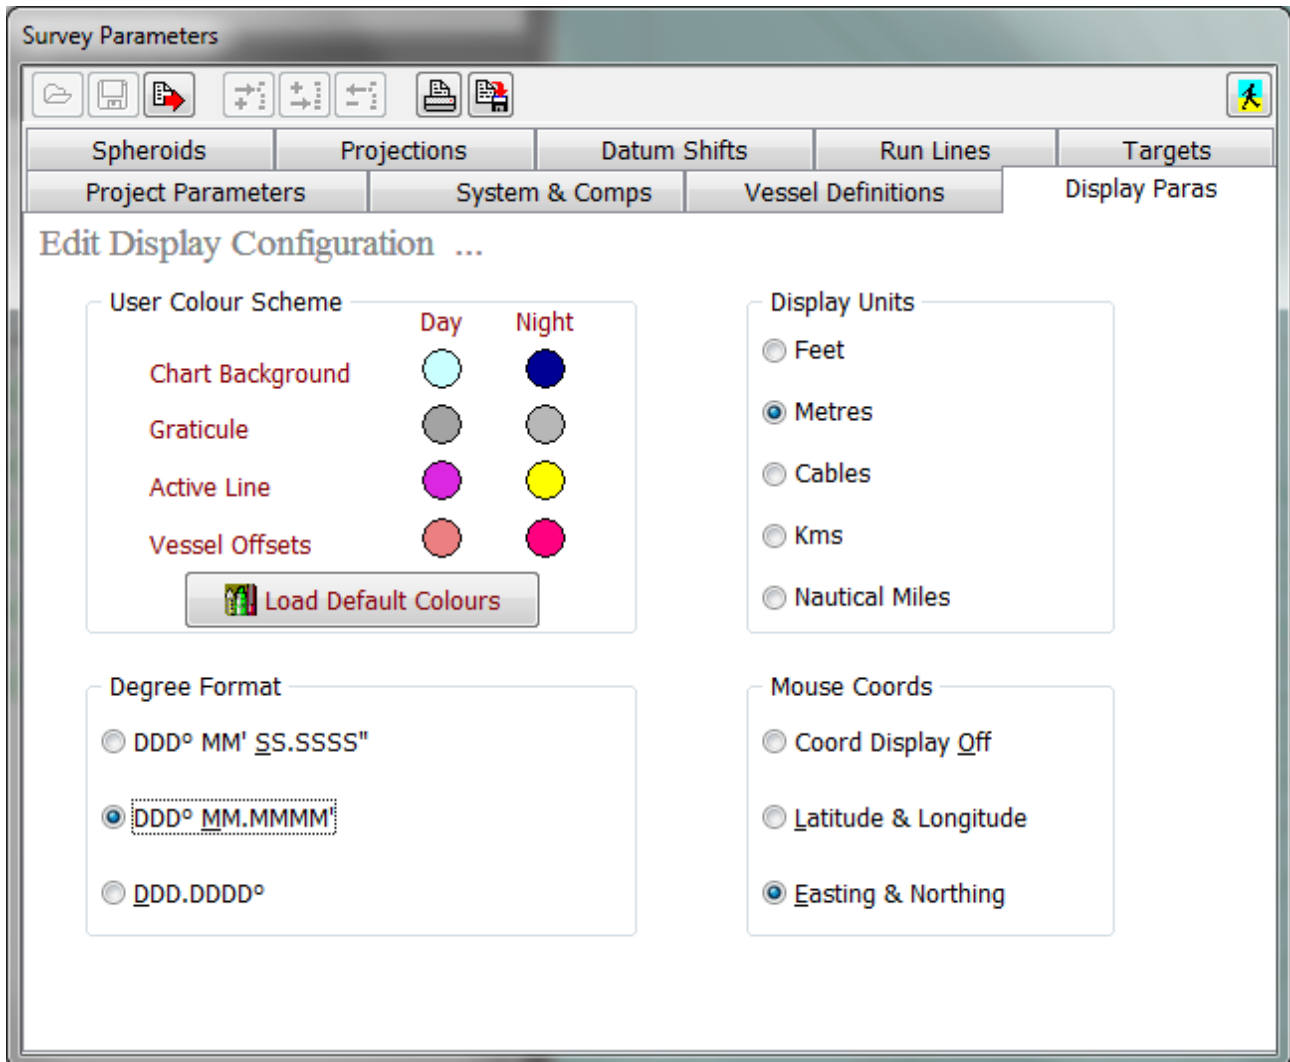 Survey Parameters
Spheroids Projections Datum Shifts Run Lines Targets
Project Parameters System & Comps Vessel Definitions Display Paras
Edit Display Configuration ...
User Colour Scheme
Day Night
Chart Background
Graticule
Active Line
Vessel Offsets
Load Default Colours
Display Units
Feet
Metres
Cables
Kms
Nautical Miles
Degree Format
DDDº MM' SS.SSSS"
DDDº MM.MMMM'
DDD.DDDDº
Mouse Coords
Coord Display Off
Latitude & Longitude
Easting & Northing